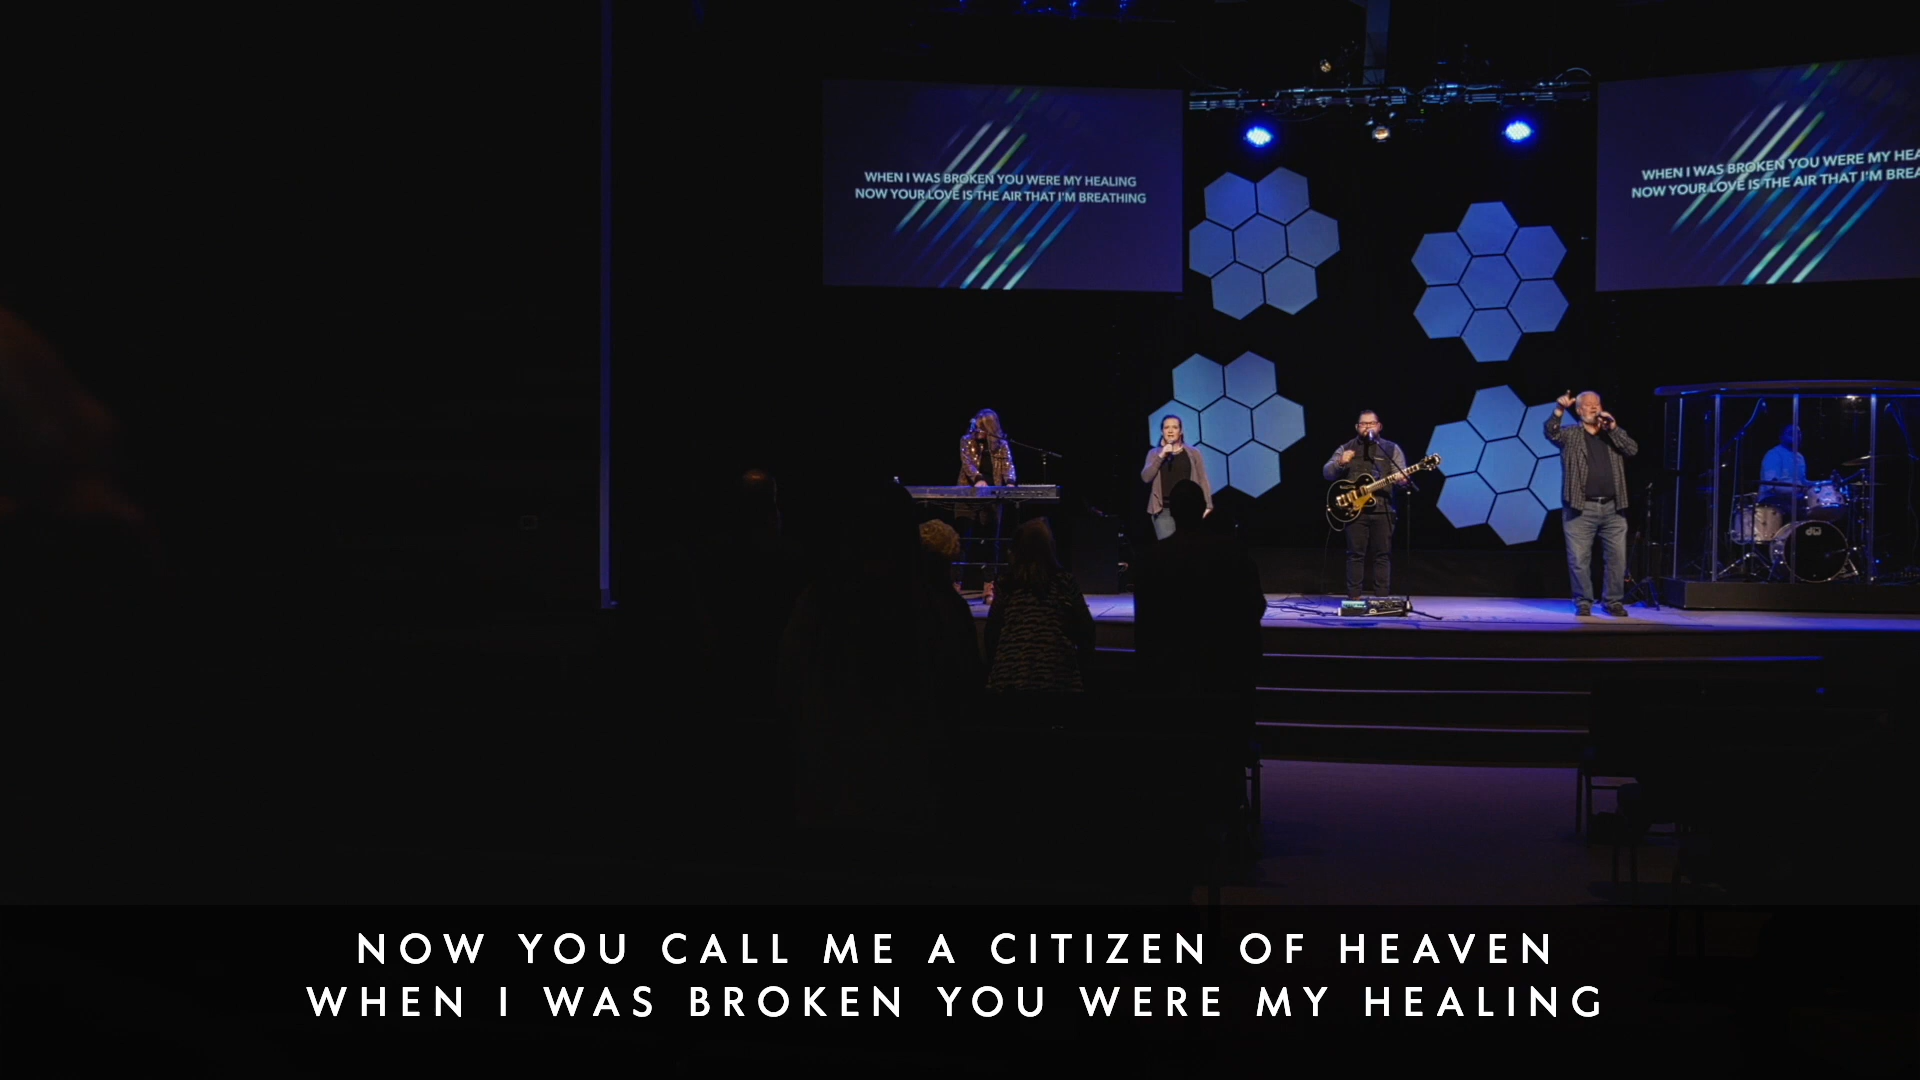 WHEN I WAS BROKEN YOU WERE MY HEALING
NOW YOUR LOVE IS THE AIR THAT I'M BREATHING
WHEN I WAS BROKEN YOU WERE MY HEA
NOW YOUR LOVE IS THE AIR THAT I'M BREA
NOW YOU CALL ME A CITIZEN OF HEAVEN
WHEN I WAS BROKEN YOU WERE MY HEALING